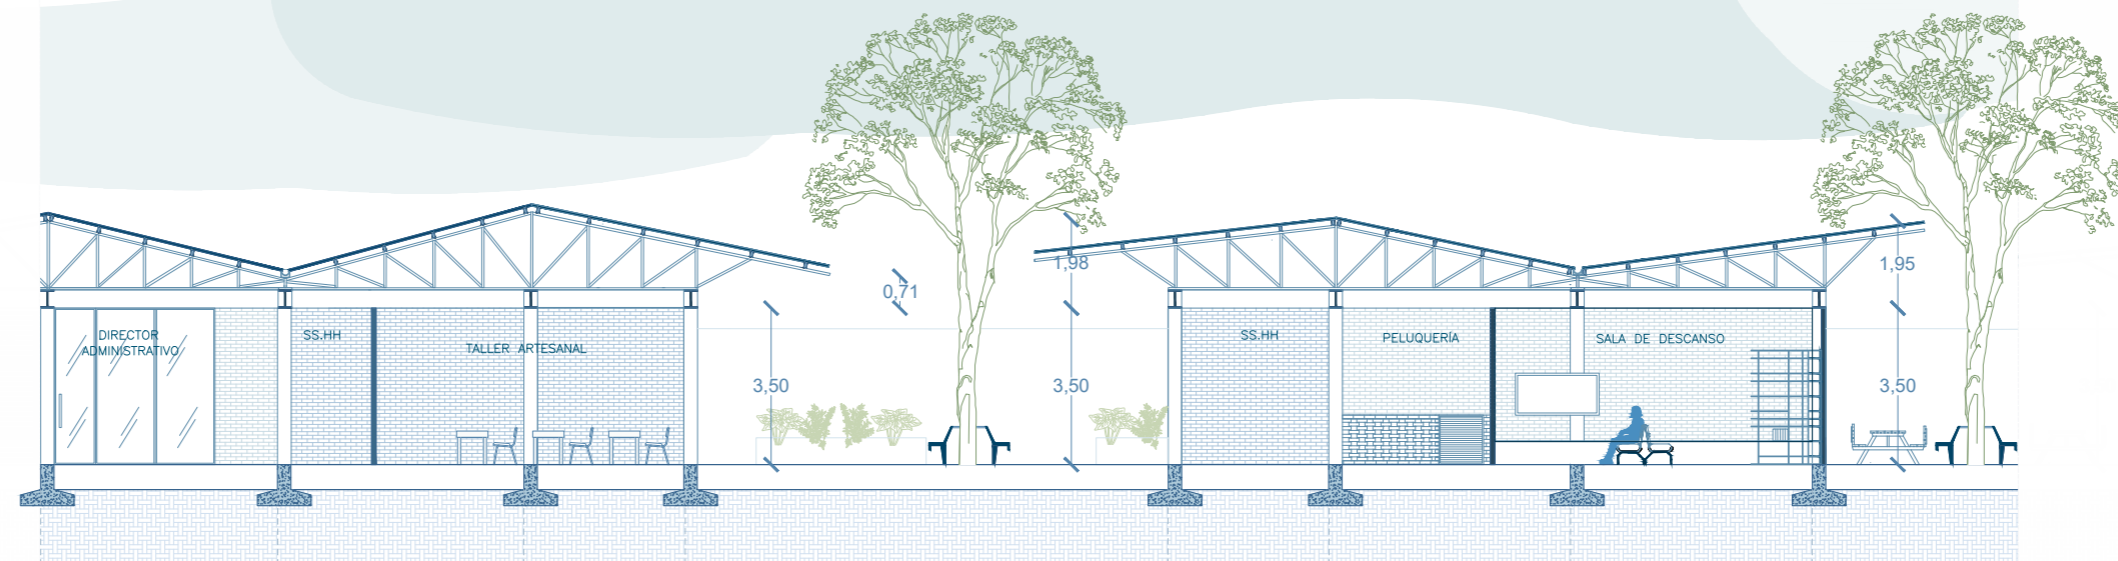 DIRECTOR
ADMINISTRATIVO
SS.HH
TALLER ARTESANAL
3,50
0,71
1,98
3,50
SS.HH
PELUQUERÍA
SALA DE DESCANSO
1,95
3,50